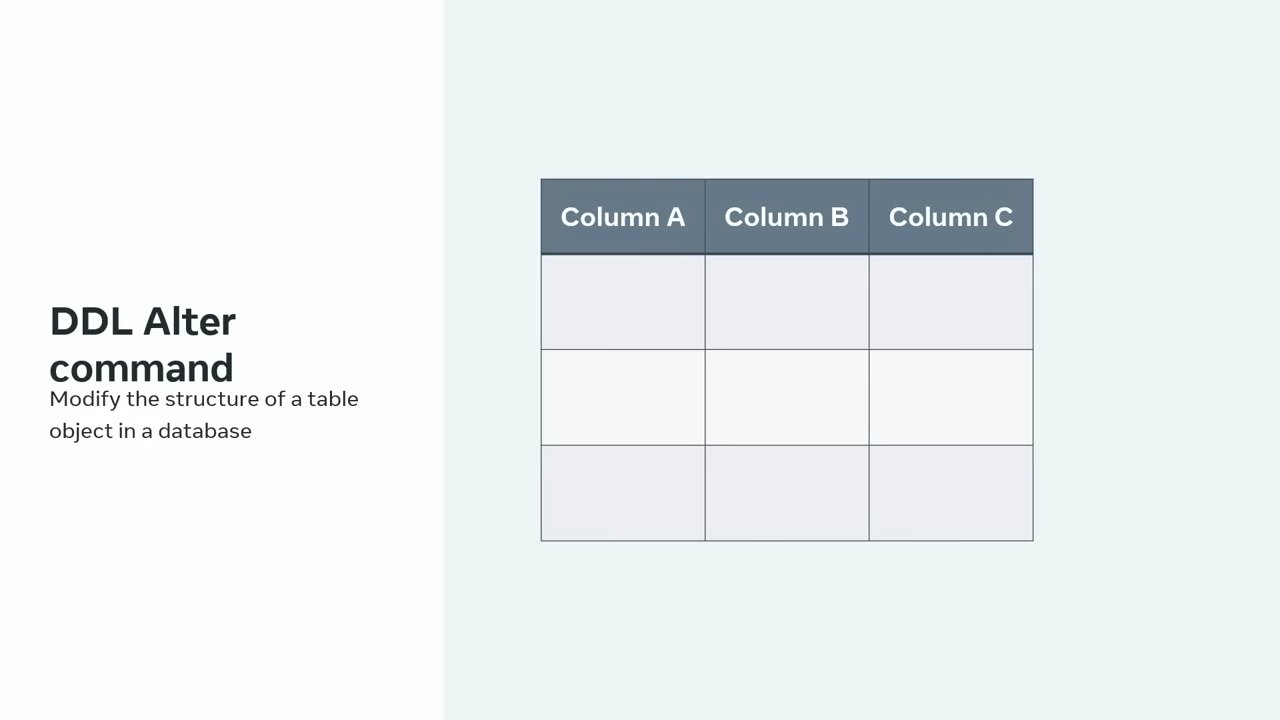 DDL Alter
command
Modify the structure of a table
object in a database
Column A Column B Column C